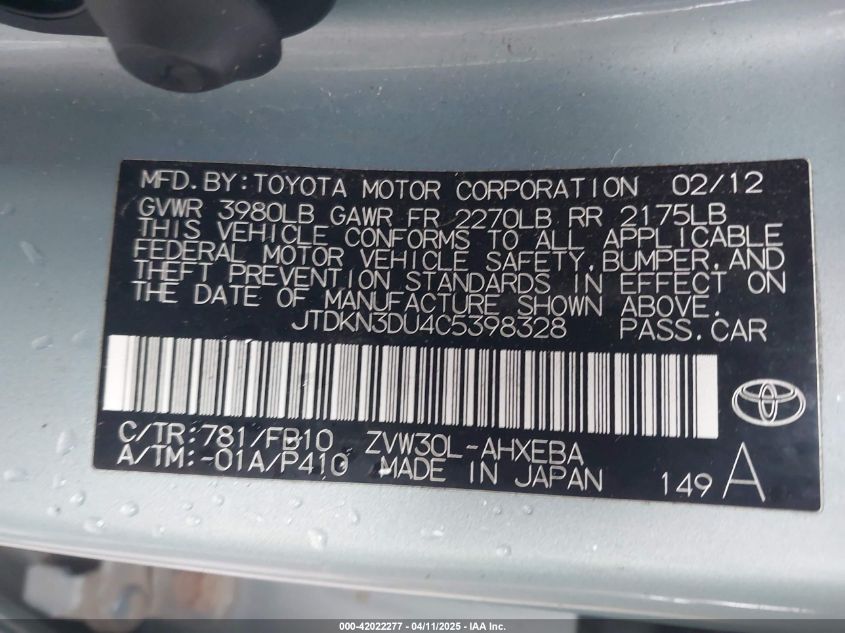 MFD. BY: TOYOTA MOTOR CORPORATION 02/12
GVWR 3980LB GAWR FR 2270LB RR 2175LB
THIS VEHICLE CONFORMS TO ALL APPLICABLE
FEDERAL MOTOR VEHICLE SAFETY, BUMPER, AND
THEFT PREVENTION STANDARDS IN EFFECT ON
THE DATE OF MANUFACTURE SHOWN ABOVE.
JTDKN3DU4C5398328 PASS. CAR
C/TR: 781/FB10 ZVW30L-AHXEBA
A/TM: -01A/P410 MADE IN JAPAN 149 A
000-42022277 - 04/11/2025 - IAA Inc.